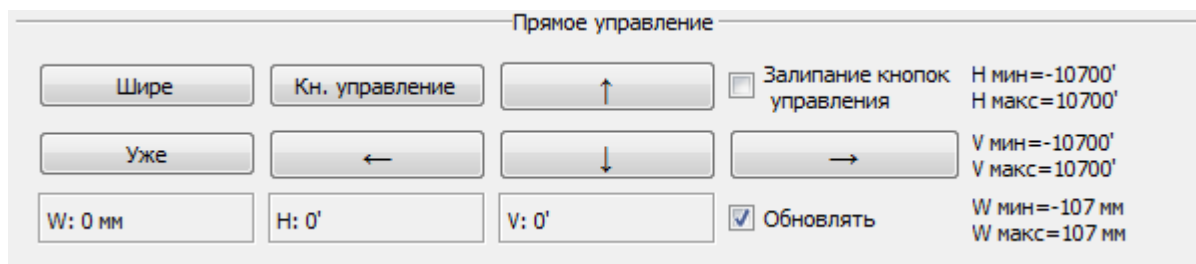 Прямое управление
Шире
Кн. управление
↑
Залипание кнопок
управления
H мин=-10700'
H макс=10700'
Уже
←
↓
→
V мин=-10700'
V макс=10700'
W: 0 мм
H: 0'
V: 0'
Обновлять
W мин=-107 мм
W макс=107 мм